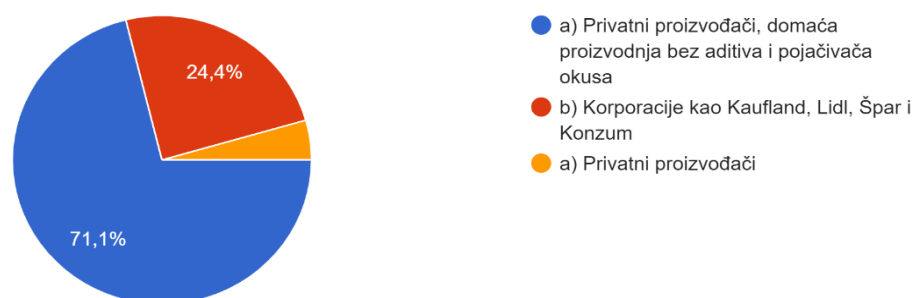 24,4%
71,1%
a) Privatni proizvođači, domaća
proizvodnja bez aditiva i pojačivača
okusa
b) Korporacije kao Kaufland, Lidl, Špar i
Konzum
a) Privatni proizvođači